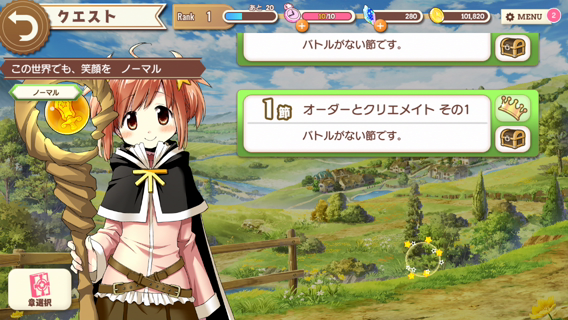 クエスト
Rank 1
あと 20
10/10
280
101,820
MENU
2
バトルがない節です。
この世界でも、笑顔を ノーマル
ノーマル
1節 オーダーとクリエメイト その1
バトルがない節です。
章選択